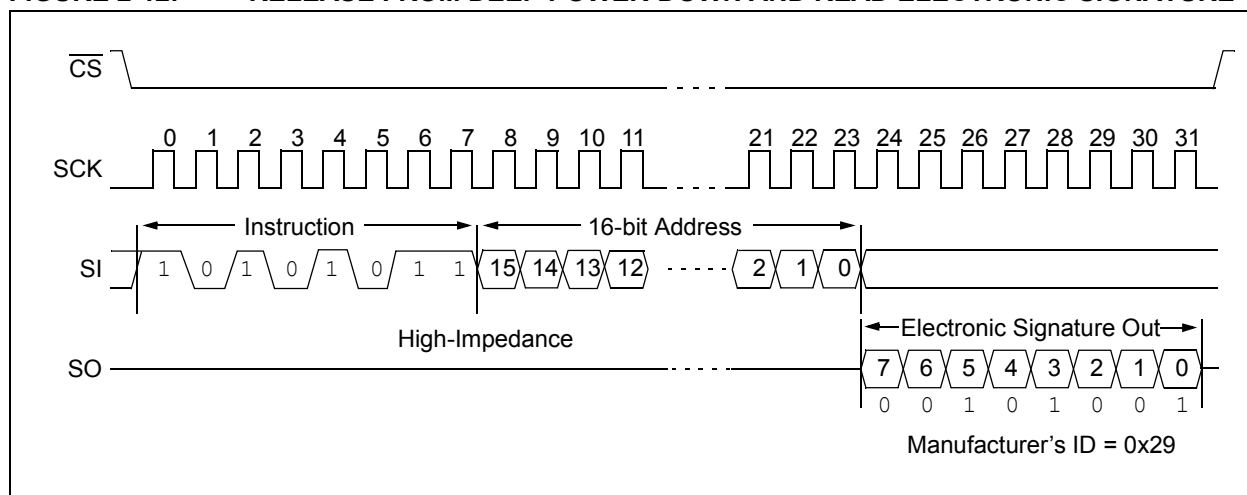 CS
0 1 2 3 4 5 6 7 8 9 10 11 21 22 23 24 25 26 27 28 29 30 31
SCK
Instruction 16-bit Address
SI 1 0 1 0 1 0 1 1 15 14 13 12 2 1 0
High-Impedance
Electronic Signature Out
SO 7 6 5 4 3 2 1 0
0 0 1 0 1 0 0 1
Manufacturer's ID = 0x29